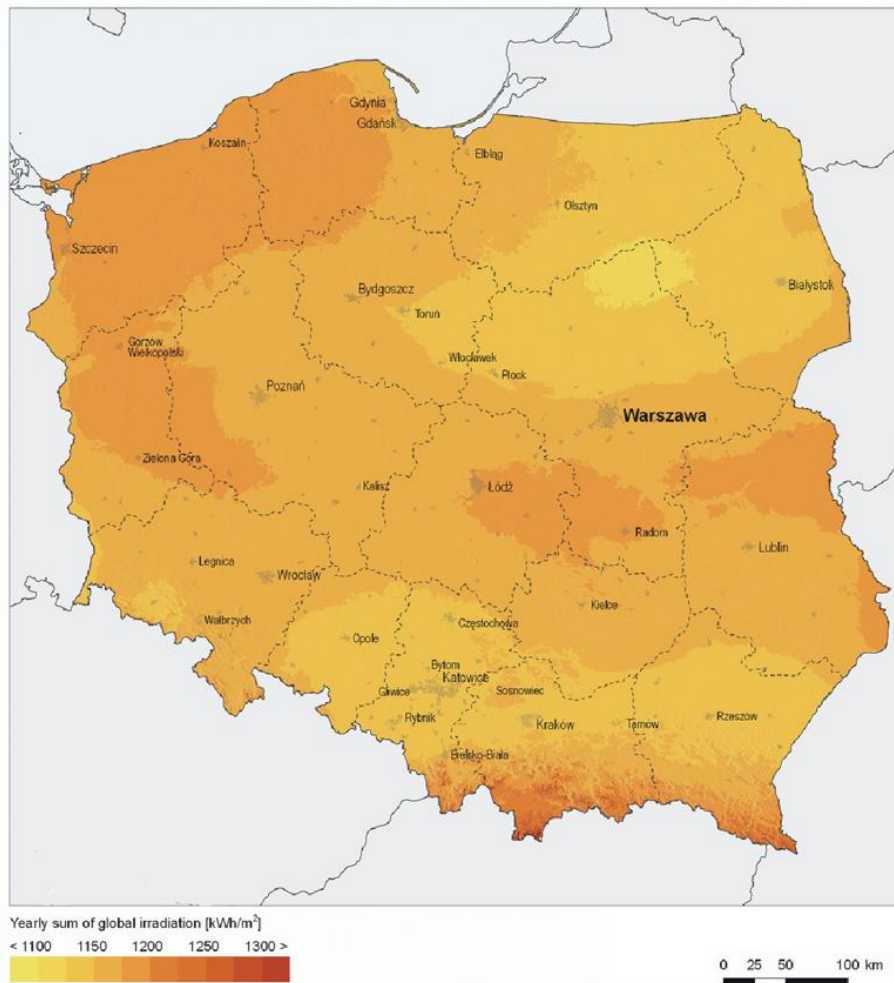 Gdynia
Gdańsk
Koszalin
Elbląg
Olsztyn
Szczecin
Białystok
Bydgoszcz
Toruń
Gorzów
Wielkopolski
Włocławek
Płock
Poznań
Warszawa
Zielona Góra
Kalisz
Łódź
Radom
Lublin
Legnica
Wrocław
Kielce
Wałbrzych
Częstochowa
Opole
Bytom
Katowice
Gliwice
Sosnowiec
Rybnik
Kraków
Tarnów
Rzeszów
Bielsko-Biała
Yearly sum of global irradiation [kWh/m²]
< 1100 1150 1200 1250 1300 >
0 25 50 100 km